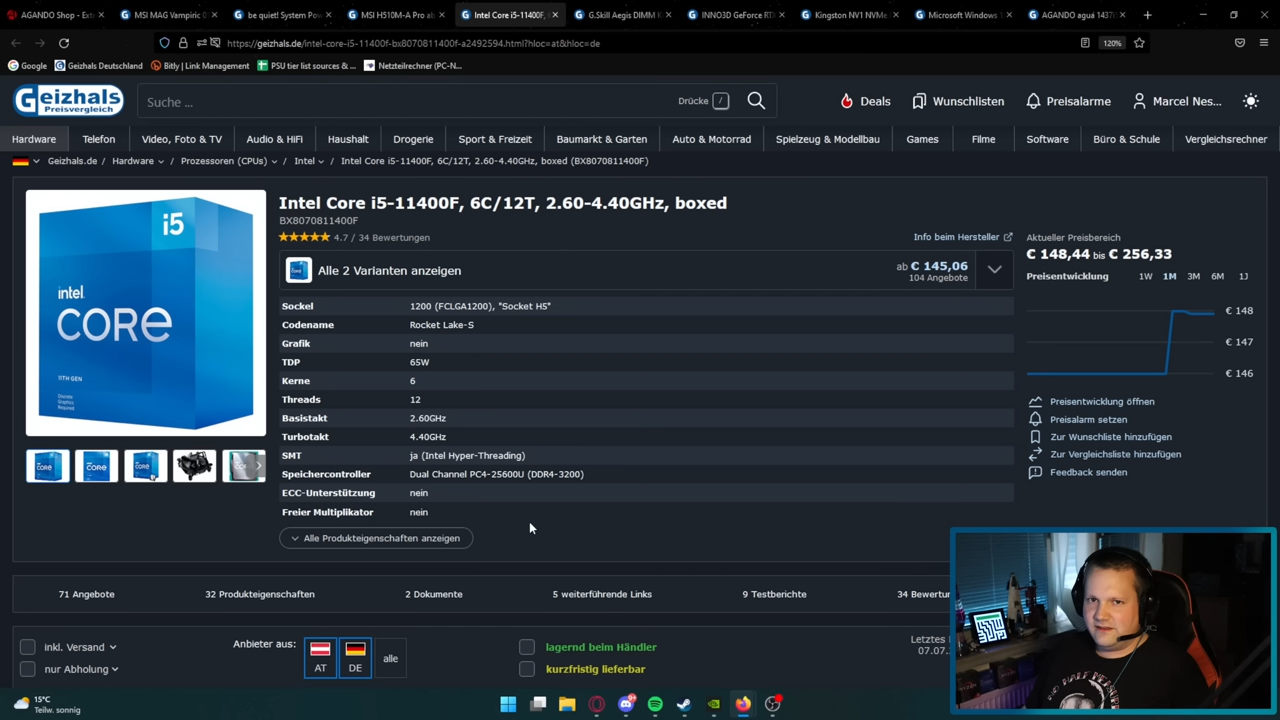 AGANDO Shop - Ext
MSI MAG Vampiric
be quiet! System Pow
MSI H510M-A Pro ab
Intel Core i5-11400F,
G.Skill Aegis DIMM K
INNO3D GeForce RT
Kingston NV1 NVMe
Microsoft Windows 1
AGANDO agua 1437i
https://geizhals.de/intel-core-i5-11400f-bx8070811400f-a2492594.html?hloc=at&hloc=de
120%
Google
Geizhals Deutschland
Bitly | Link Management
PSU tier list sources & ...
Netzteilrechner (PC-N...
Geizhals
Preisvergleich
Suche ...
Drücke /
Deals
Wunschlisten
Preisalarme
Marcel Nes...
Hardware
Telefon
Video, Foto & TV
Audio & HiFi
Haushalt
Drogerie
Sport & Freizeit
Baumarkt & Garten
Auto & Motorrad
Spielzeug & Modellbau
Games
Filme
Software
Büro & Schule
Vergleichsrechner
Geizhals.de / Hardware / Prozessoren (CPUs) / Intel / Intel Core i5-11400F, 6C/12T, 2.60-4.40GHz, boxed (BX8070811400F)
i5
intel.
CORE
11TH GEN
Discrete
Graphics
Required
Intel Core i5-11400F, 6C/12T, 2.60-4.40GHz, boxed
BX8070811400F
4.7 / 34 Bewertungen
Info beim Hersteller
Alle 2 Varianten anzeigen
ab € 145,06
104 Angebote
Sockel 1200 (FCLGA1200), "Socket H5"
Codename Rocket Lake-S
Grafik nein
TDP 65W
Kerne 6
Threads 12
Basistakt 2.60GHz
Turbotakt 4.40GHz
SMT ja (Intel Hyper-Threading)
Speichercontroller Dual Channel PC4-25600U (DDR4-3200)
ECC-Unterstützung nein
Freier Multiplikator nein
Alle Produkteigenschaften anzeigen
Aktueller Preisbereich
€ 148,44 bis € 256,33
Preisentwicklung 1W 1M 3M 6M 1J
€ 148
€ 147
€ 146
Preisentwicklung öffnen
Preisalarm setzen
Zur Wunschliste hinzufügen
Zur Vergleichsliste hinzufügen
Feedback senden
71 Angebote
32 Produkteigenschaften
2 Dokumente
5 weiterführende Links
9 Testberichte
34 Bewertun
inkl. Versand
nur Abholung
Anbieter aus:
AT
DE
alle
lagernd beim Händler
kurzfristig lieferbar
Letztes
07.07.
15°C
Teilw. sonnig